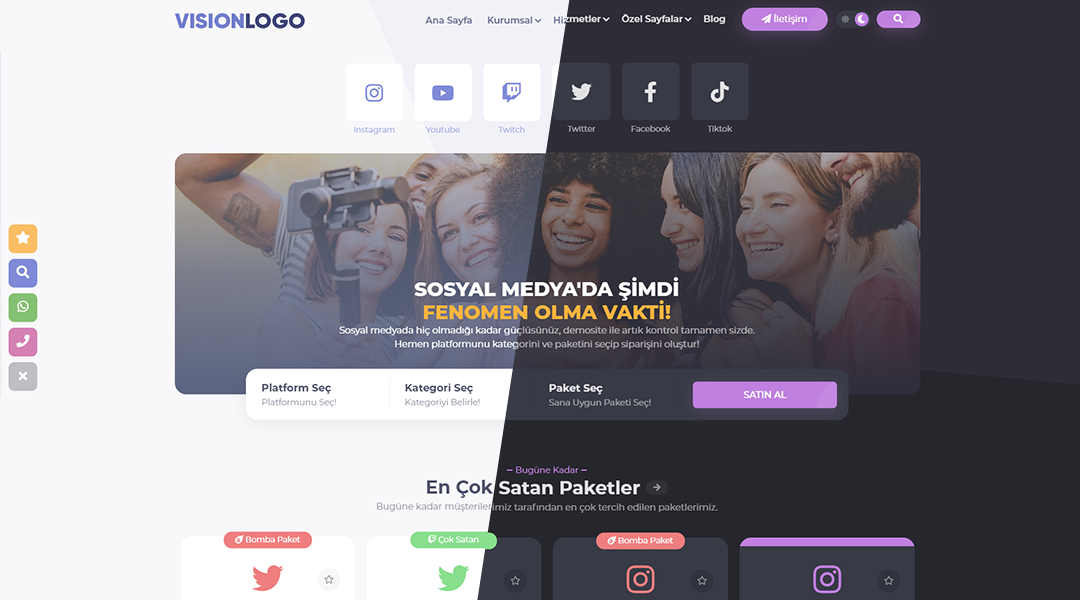 VISIONLOGO
Ana Sayfa Kurumsal Hizmetler Özel Sayfalar Blog İletişim
Instagram Youtube Twitch Twitter Facebook Tiktok
SOSYAL MEDYA'DA ŞİMDİ
FENOMEN OLMA VAKTİ!
Sosyal medyada hiç olmadığı kadar güçlüsünüz, demosite ile artık kontrol tamamen sizde.
Hemen platformunu kategorini ve paketini seçip siparişini oluştur!
Platform Seç Kategori Seç Paket Seç SATIN AL
Platformunu Seç! Kategoriyi Belirle! Sana Uygun Paketi Seç!
Bugüne Kadar
En Çok Satan Paketler
Bugüne kadar müşterilerimiz tarafından en çok tercih edilen paketlerimiz.
Bomba Paket Çok Satan Bomba Paket